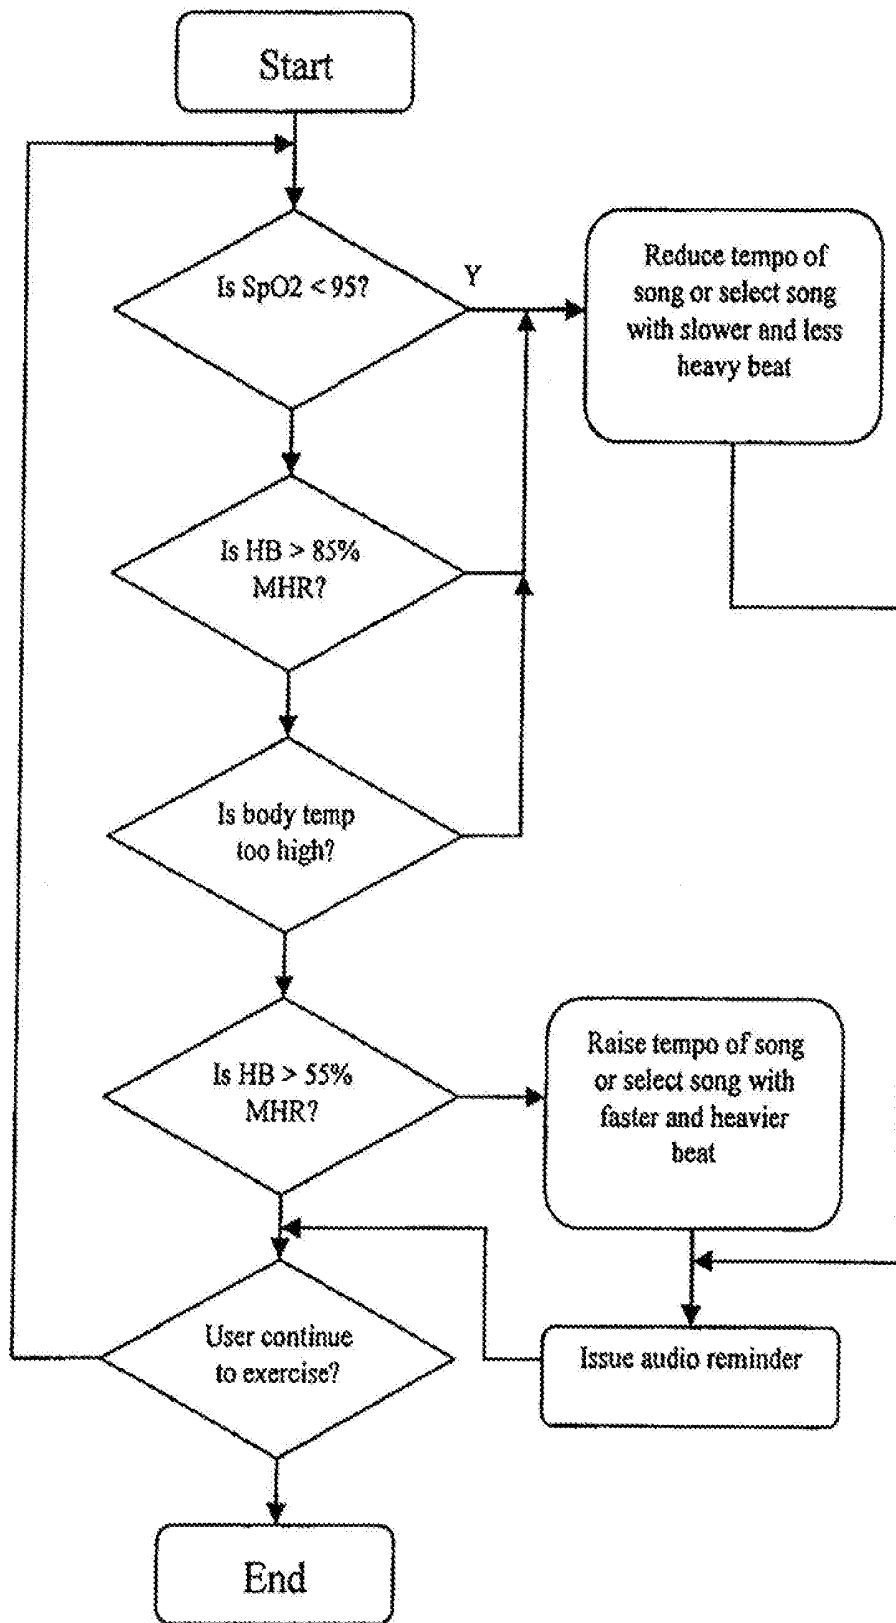 Start
Is SpO2 < 95?
Y
Reduce tempo of
song or select song
with slower and less
heavy beat
Is HB > 85%
MHR?
Is body temp
too high?
Is HB > 55%
MHR?
Raise tempo of song
or select song with
faster and heavier
beat
User continue
to exercise?
Issue audio reminder
End